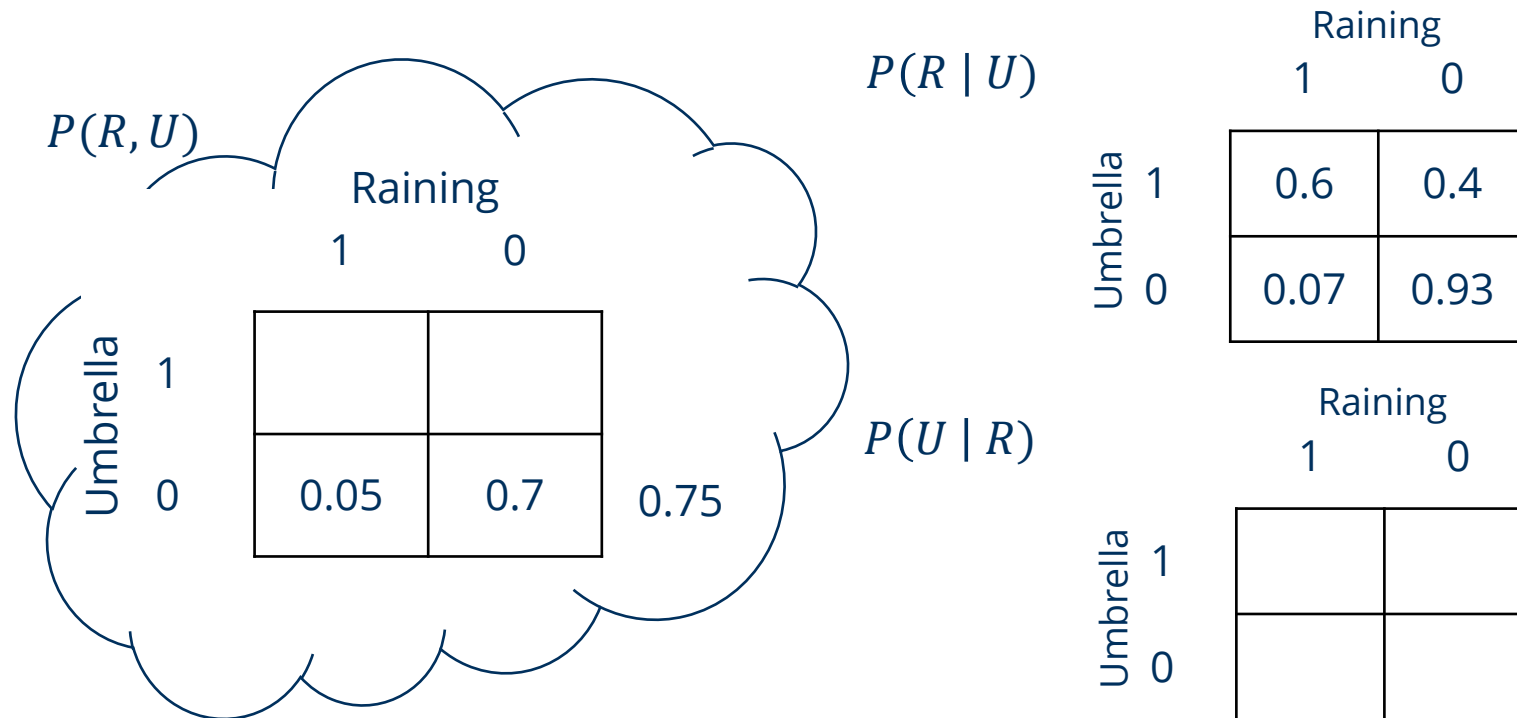 P(R, U)
Raining
1 0
Umbrella
1
0 0.05 0.7 0.75
P(R | U)
Raining
1 0
Umbrella
1 0.6 0.4
0 0.07 0.93
P(U | R)
Raining
1 0
Umbrella
1
0